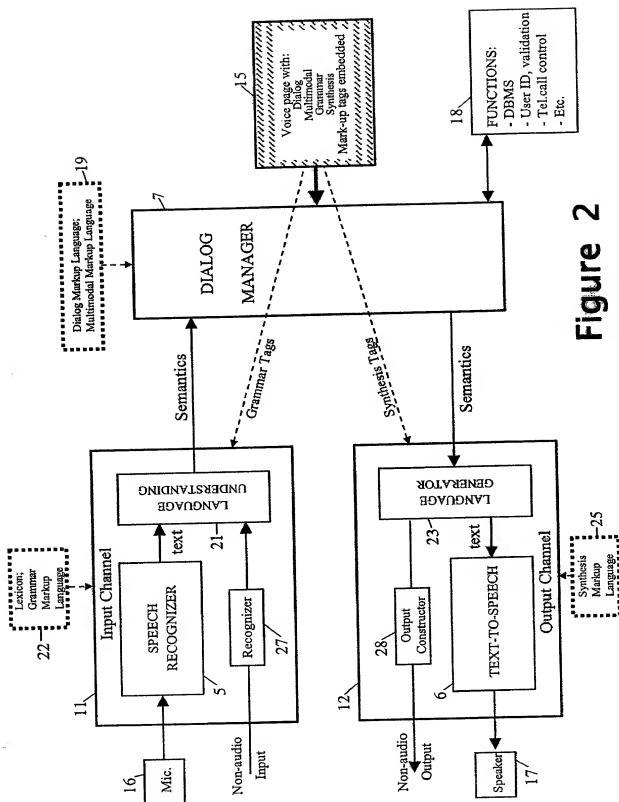 19
Dialog Markup Language;
Multimodal Markup Language
15
Voice page with:
Dialog
Multimodal
Grammar
Synthesis
Mark-up tags embedded
7
DIALOG
MANAGER
18
FUNCTIONS:
- DBMS
- User ID, validation
- Tel.call control
- Etc.
Semantics
Grammar Tags
Synthesis Tags
Semantics
22
Lexicon;
Grammar
Markup
Language
11
Input Channel
LANGUAGE
UNDERSTANDING
21
text
SPEECH
RECOGNIZER
5
Recognizer
27
16
Mic.
Non-audio
Input
12
LANGUAGE
GENERATOR
23
text
28
Output
Constructor
TEXT-TO-SPEECH
6
Output Channel
25
Synthesis
Markup
Language
Non-audio
Output
Speaker
17
Figure 2